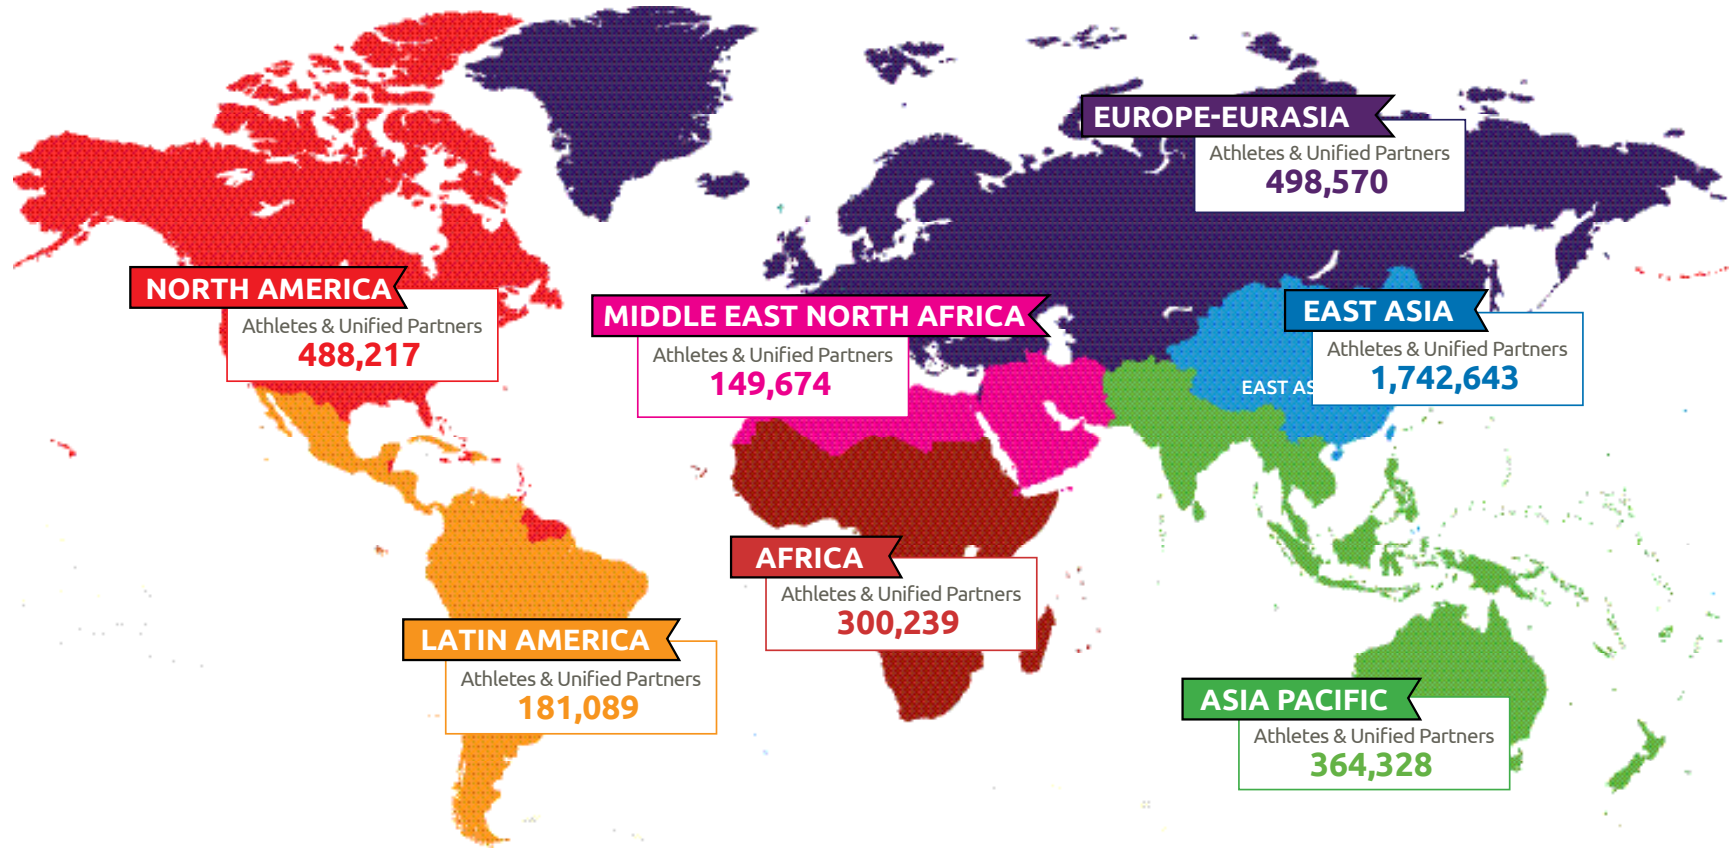 EUROPE-EURASIA
Athletes & Unified Partners
498,570
NORTH AMERICA
Athletes & Unified Partners
488,217
MIDDLE EAST NORTH AFRICA
Athletes & Unified Partners
149,674
EAST ASIA
Athletes & Unified Partners
1,742,643
EAST AS
AFRICA
Athletes & Unified Partners
300,239
LATIN AMERICA
Athletes & Unified Partners
181,089
ASIA PACIFIC
Athletes & Unified Partners
364,328